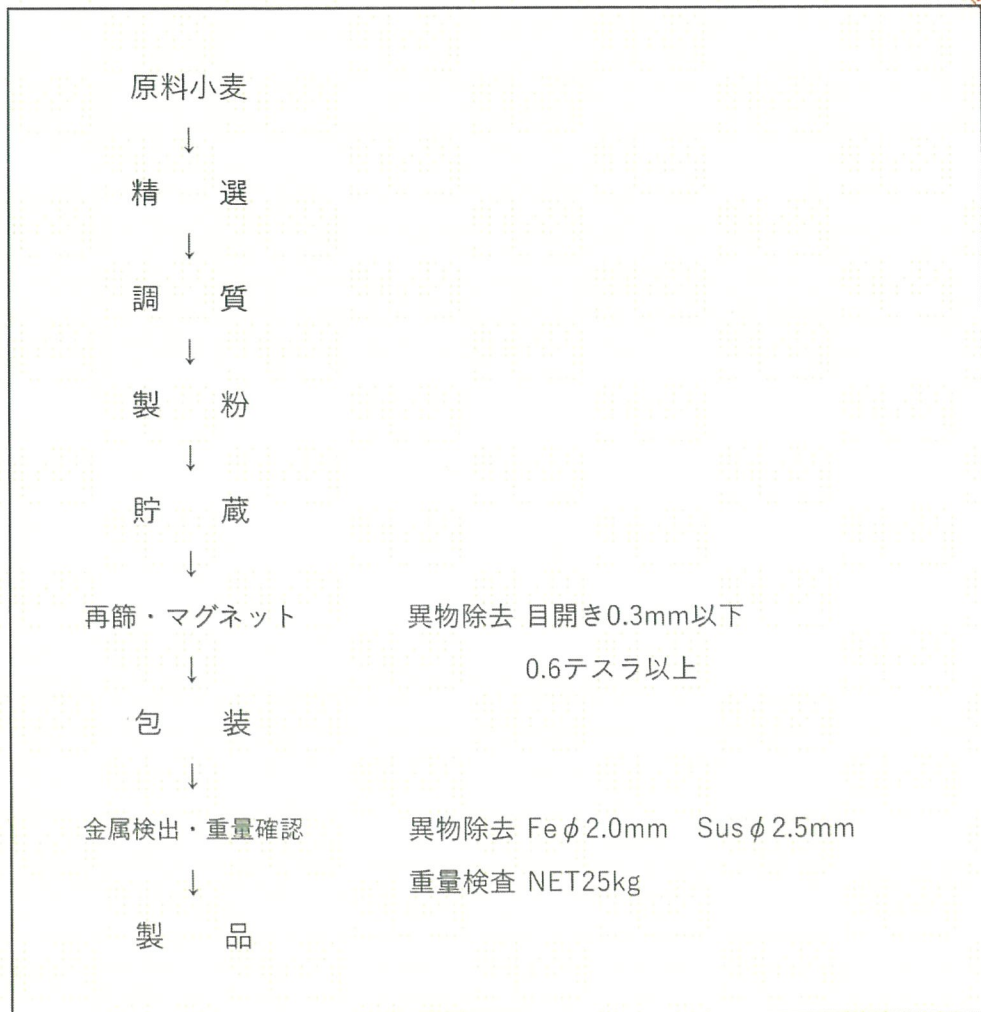 原料小麦
↓
精　選
↓
調　質
↓
製　粉
↓
貯　蔵
↓
再篩・マグネット　異物除去 目開き0.3mm以下
0.6テスラ以上
↓
包　装
↓
金属検出・重量確認　異物除去 Feφ2.0mm　Susφ2.5mm
↓　重量検査 NET25kg
製　品